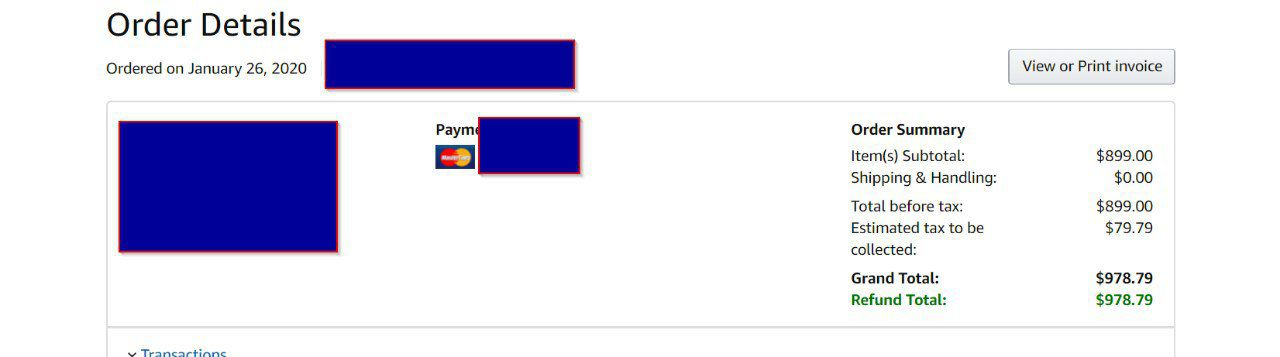 Order Details
Ordered on January 26, 2020
View or Print invoice
Payme
MasterCard
Order Summary
Item(s) Subtotal: $899.00
Shipping & Handling: $0.00
Total before tax: $899.00
Estimated tax to be $79.79
collected:
Grand Total: $978.79
Refund Total: $978.79
Transactions